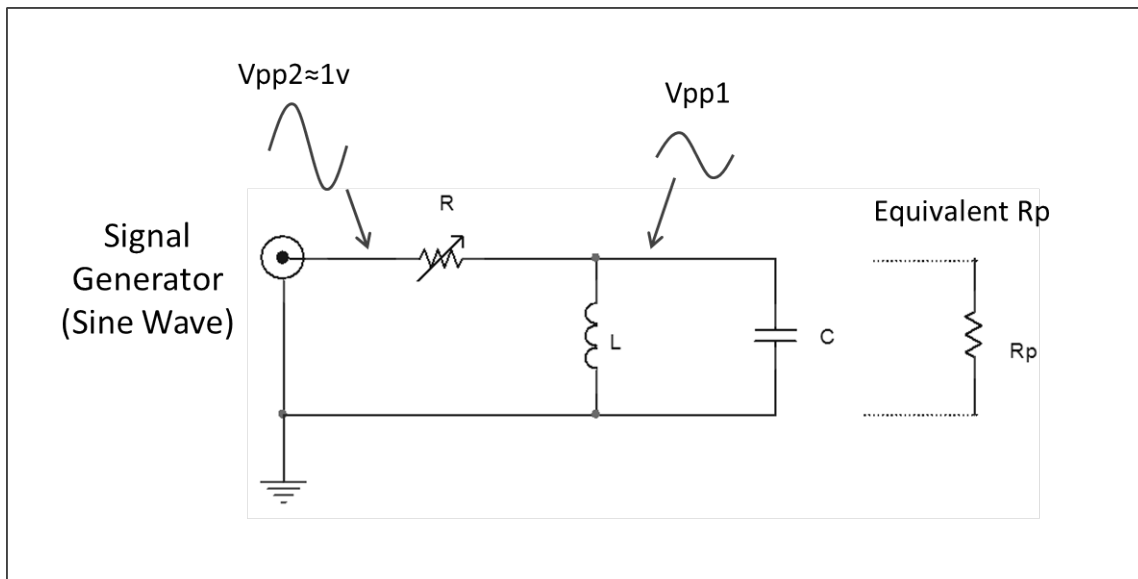 Vpp2≈1v
Vpp1
R
Equivalent Rp
Signal
Generator
(Sine Wave)
L
C
Rp